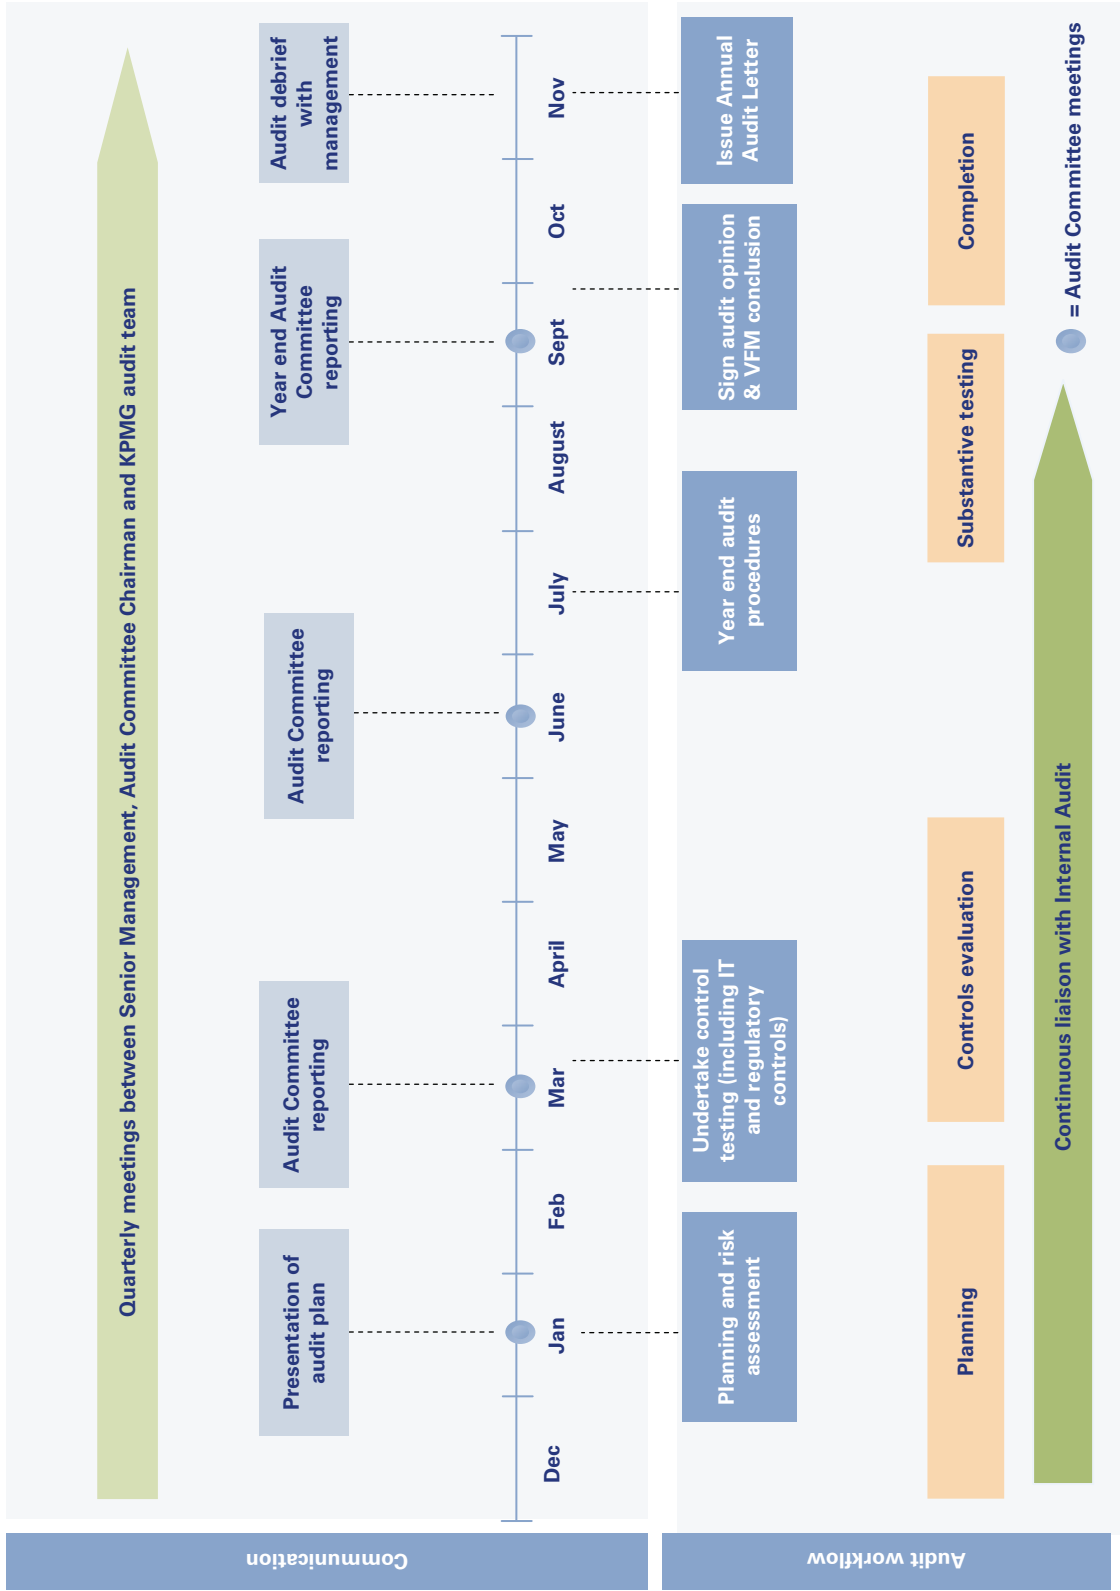 Communication
Quarterly meetings between Senior Management, Audit Committee Chairman and KPMG audit team
Presentation of
audit plan
Audit Committee
reporting
Audit Committee
reporting
Year end Audit
Committee
reporting
Audit debrief
with
management
Dec
Jan
Feb
Mar
April
May
June
July
August
Sept
Oct
Nov
Audit workflow
Planning and risk
assessment
Undertake control
testing (including IT
and regulatory
controls)
Year end audit
procedures
Sign audit opinion
& VFM conclusion
Issue Annual
Audit Letter
Planning
Controls evaluation
Substantive testing
Completion
Continuous liaison with Internal Audit
= Audit Committee meetings